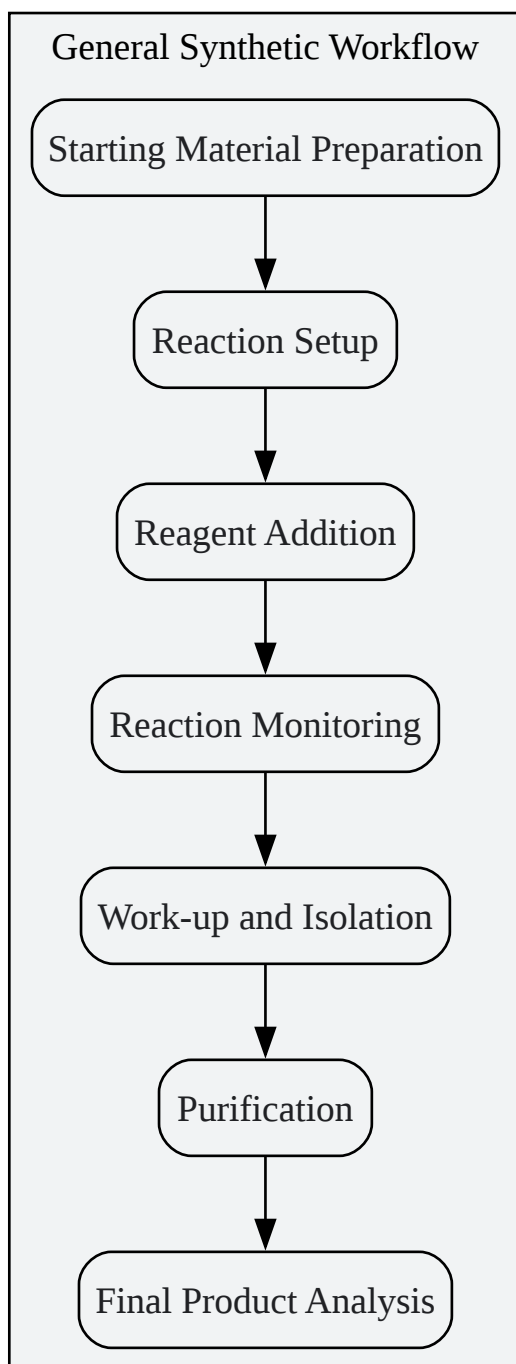 General Synthetic Workflow
Starting Material Preparation
Reaction Setup
Reagent Addition
Reaction Monitoring
Work-up and Isolation
Purification
Final Product Analysis